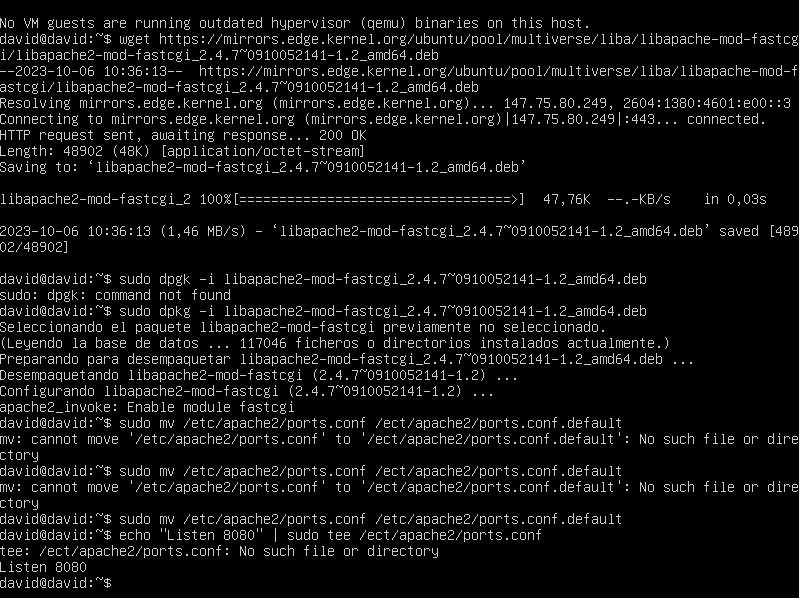 No VM guests are running outdated hypervisor (qemu) binaries on this host.
david@david:~$ wget https://mirrors.edge.kernel.org/ubuntu/pool/multiverse/liba/libapache-mod-fastcg
i/libapache2-mod-fastcgi_2.4.7~0910052141-1.2_amd64.deb
--2023-10-06 10:36:13--  https://mirrors.edge.kernel.org/ubuntu/pool/multiverse/liba/libapache-mod-f
astcgi/libapache2-mod-fastcgi_2.4.7~0910052141-1.2_amd64.deb
Resolving mirrors.edge.kernel.org (mirrors.edge.kernel.org)... 147.75.80.249, 2604:1380:4601:e00::3
Connecting to mirrors.edge.kernel.org (mirrors.edge.kernel.org)|147.75.80.249|:443... connected.
HTTP request sent, awaiting response... 200 OK
Length: 48902 (48K) [application/octet-stream]
Saving to: ‘libapache2-mod-fastcgi_2.4.7~0910052141-1.2_amd64.deb’
libapache2-mod-fastcgi_2 100%[==================================>]  47,76K  --.-KB/s    in 0,03s
2023-10-06 10:36:13 (1,46 MB/s) - ‘libapache2-mod-fastcgi_2.4.7~0910052141-1.2_amd64.deb’ saved [489
02/48902]
david@david:~$ sudo dpgk -i libapache2-mod-fastcgi_2.4.7~0910052141-1.2_amd64.deb
sudo: dpgk: command not found
david@david:~$ sudo dpkg -i libapache2-mod-fastcgi_2.4.7~0910052141-1.2_amd64.deb
Seleccionando el paquete libapache2-mod-fastcgi previamente no seleccionado.
(Leyendo la base de datos ... 117046 ficheros o directorios instalados actualmente.)
Preparando para desempaquetar libapache2-mod-fastcgi_2.4.7~0910052141-1.2_amd64.deb ...
Desempaquetando libapache2-mod-fastcgi (2.4.7~0910052141-1.2) ...
Configurando libapache2-mod-fastcgi (2.4.7~0910052141-1.2) ...
apache2_invoke: Enable module fastcgi
david@david:~$ sudo mv /etc/apache2/ports.conf /ect/apache2/ports.conf.default
mv: cannot move '/etc/apache2/ports.conf' to '/ect/apache2/ports.conf.default': No such file or dire
ctory
david@david:~$ sudo mv /etc/apache2/ports.conf /ect/apache2/ports.conf.default
mv: cannot move '/etc/apache2/ports.conf' to '/ect/apache2/ports.conf.default': No such file or dire
ctory
david@david:~$ sudo mv /etc/apache2/ports.conf /etc/apache2/ports.conf.default
david@david:~$ echo "Listen 8080" | sudo tee /ect/apache2/ports.conf
tee: /ect/apache2/ports.conf: No such file or directory
Listen 8080
david@david:~$